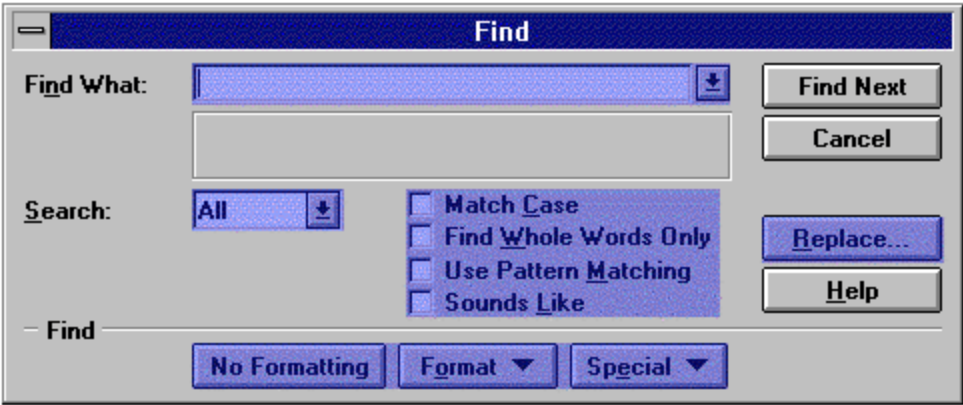 Find
Find What:
Find Next
Cancel
Search:
All
Match Case
Find Whole Words Only
Use Pattern Matching
Sounds Like
Replace...
Help
Find
No Formatting
Format
Special